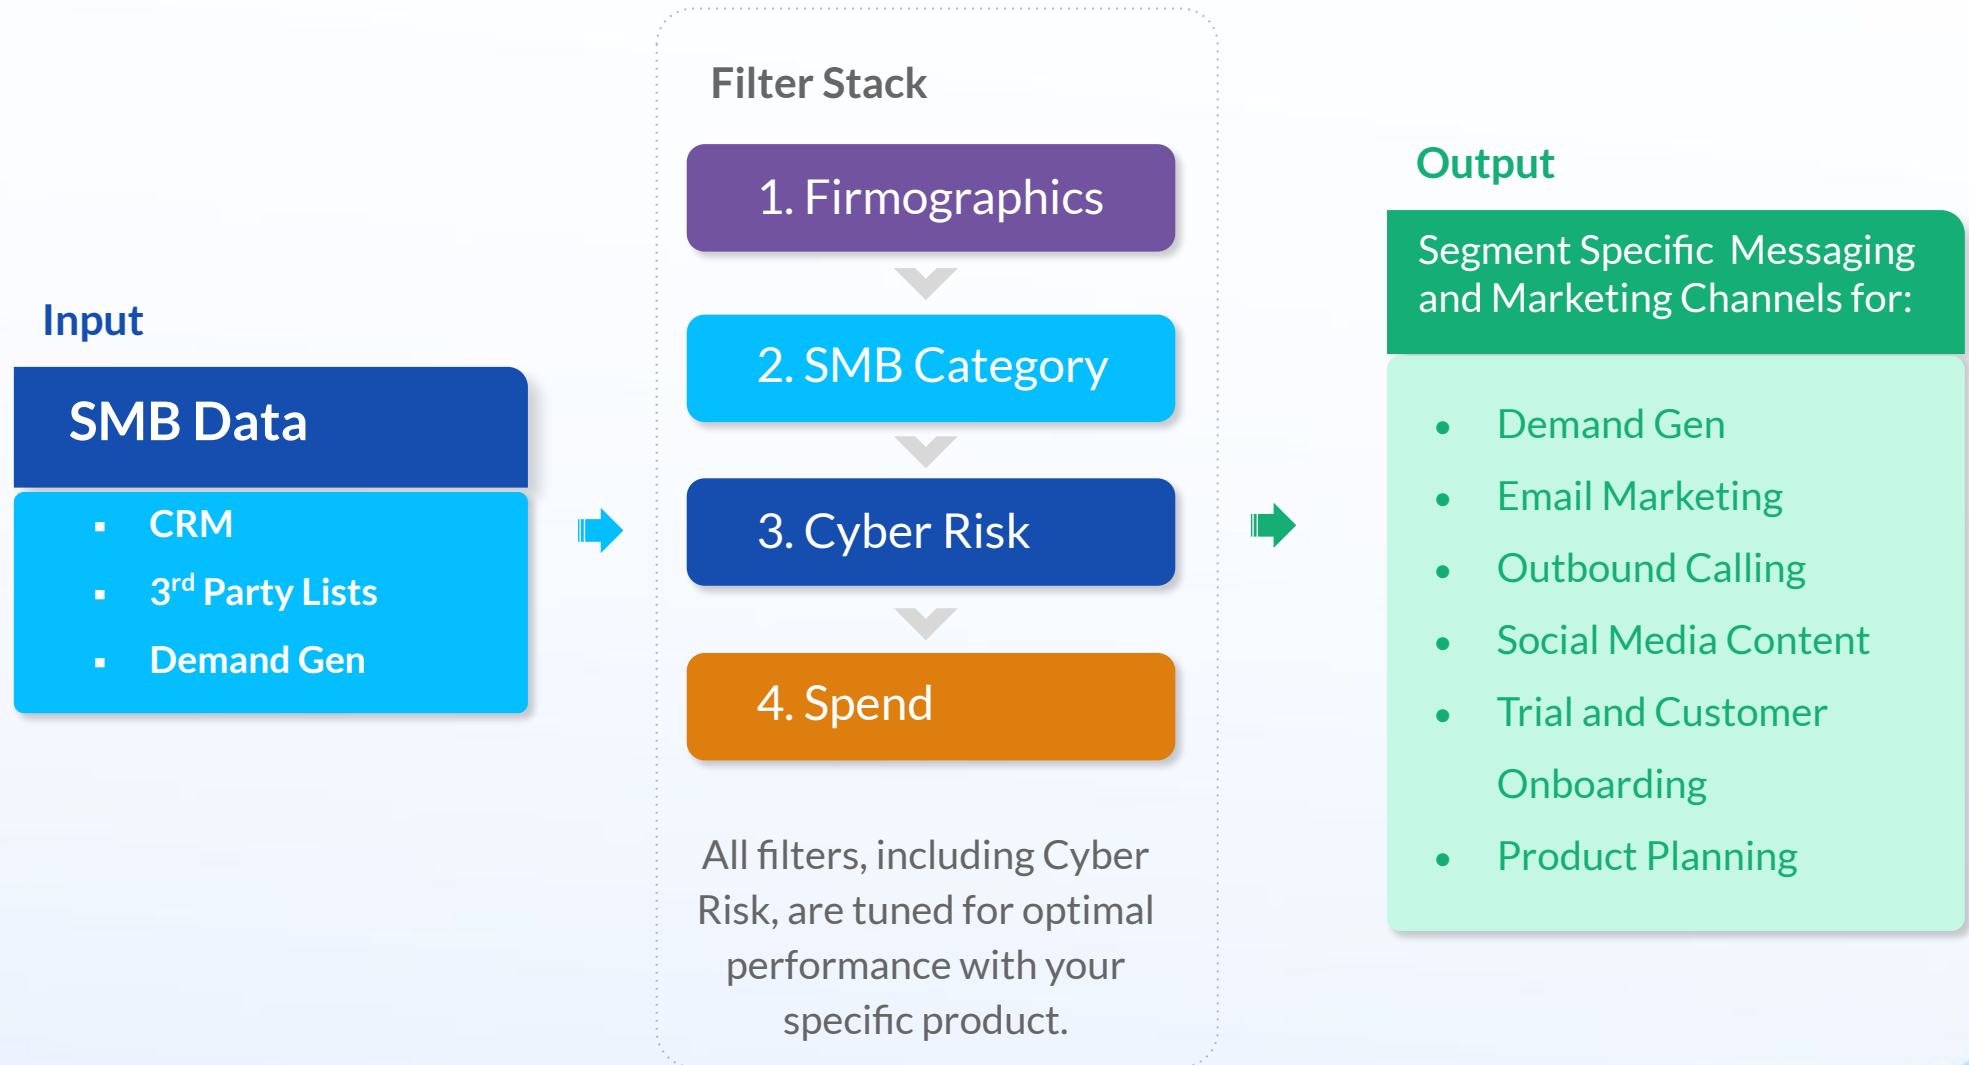 Input
SMB Data
▪ CRM
▪ 3rd Party Lists
▪ Demand Gen
Filter Stack
1. Firmographics
2. SMB Category
3. Cyber Risk
4. Spend
All filters, including Cyber
Risk, are tuned for optimal
performance with your
specific product.
Output
Segment Specific Messaging
and Marketing Channels for:
● Demand Gen
● Email Marketing
● Outbound Calling
● Social Media Content
● Trial and Customer
Onboarding
● Product Planning